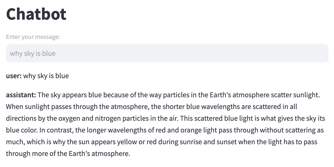 Chatbot
Enter your message:
why sky is blue
user: why sky is blue
assistant: The sky appears blue because of the way particles in the Earth's atmosphere scatter sunlight.
When sunlight passes through the atmosphere, the shorter blue wavelengths are scattered in all
directions by the oxygen and nitrogen particles in the air. This scattered blue light is what gives the sky its
blue color. In contrast, the longer wavelengths of red and orange light pass through without scattering as
much, which is why the sun appears yellow or red during sunrise and sunset when the light has to pass
through more of the Earth's atmosphere.